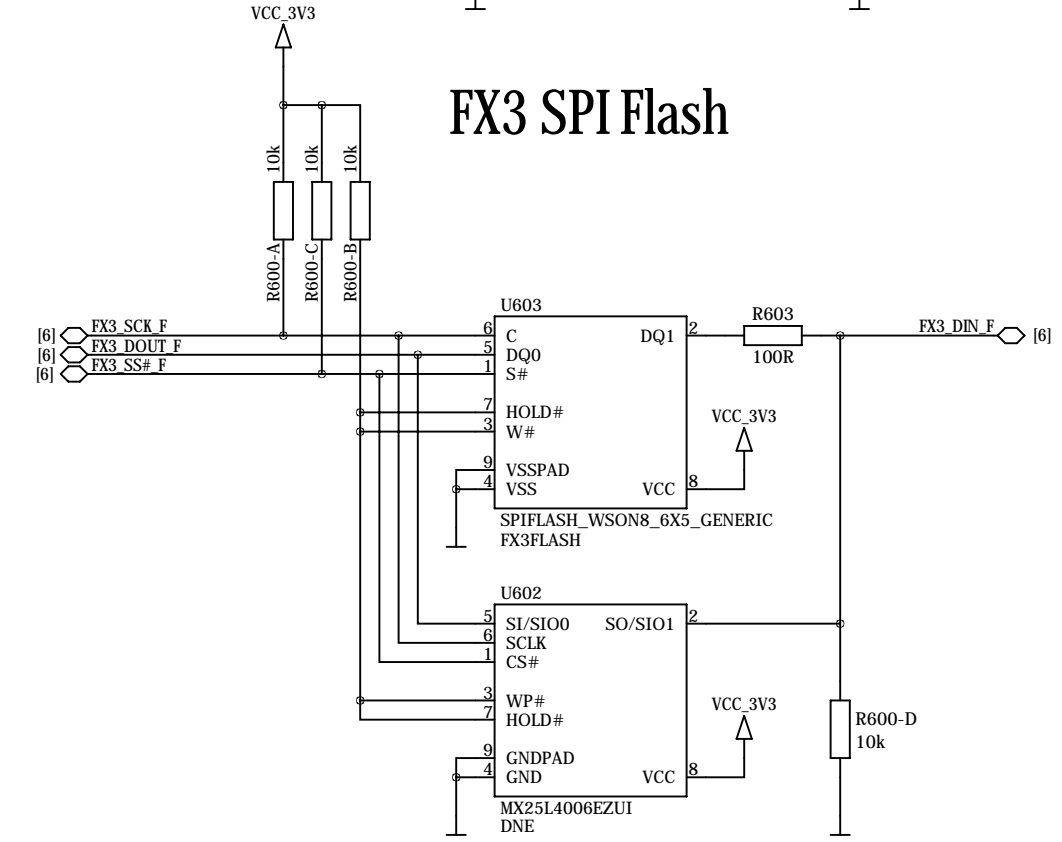 VCC_3V3
FX3 SPI Flash
10k
10k
10k
R600-A
R600-C
R600-B
U603
R603
100R
[6]
FX3_SCK_F
[6]
FX3_DOUT_F
[6]
FX3_SS#_F
6
C
5
DQ0
1
S#
7
HOLD#
3
W#
9
VSSPAD
4
VSS
DQ1
2
VCC
8
FX3_DIN_F
[6]
VCC_3V3
SPIFLASH_WSON8_6X5_GENERIC
FX3FLASH
U602
5
SI/SIO0
6
SCLK
1
CS#
3
WP#
7
HOLD#
9
GNDPAD
4
GND
SO/SIO1
2
VCC
8
VCC_3V3
R600-D
10k
MX25L4006EZUI
DNE